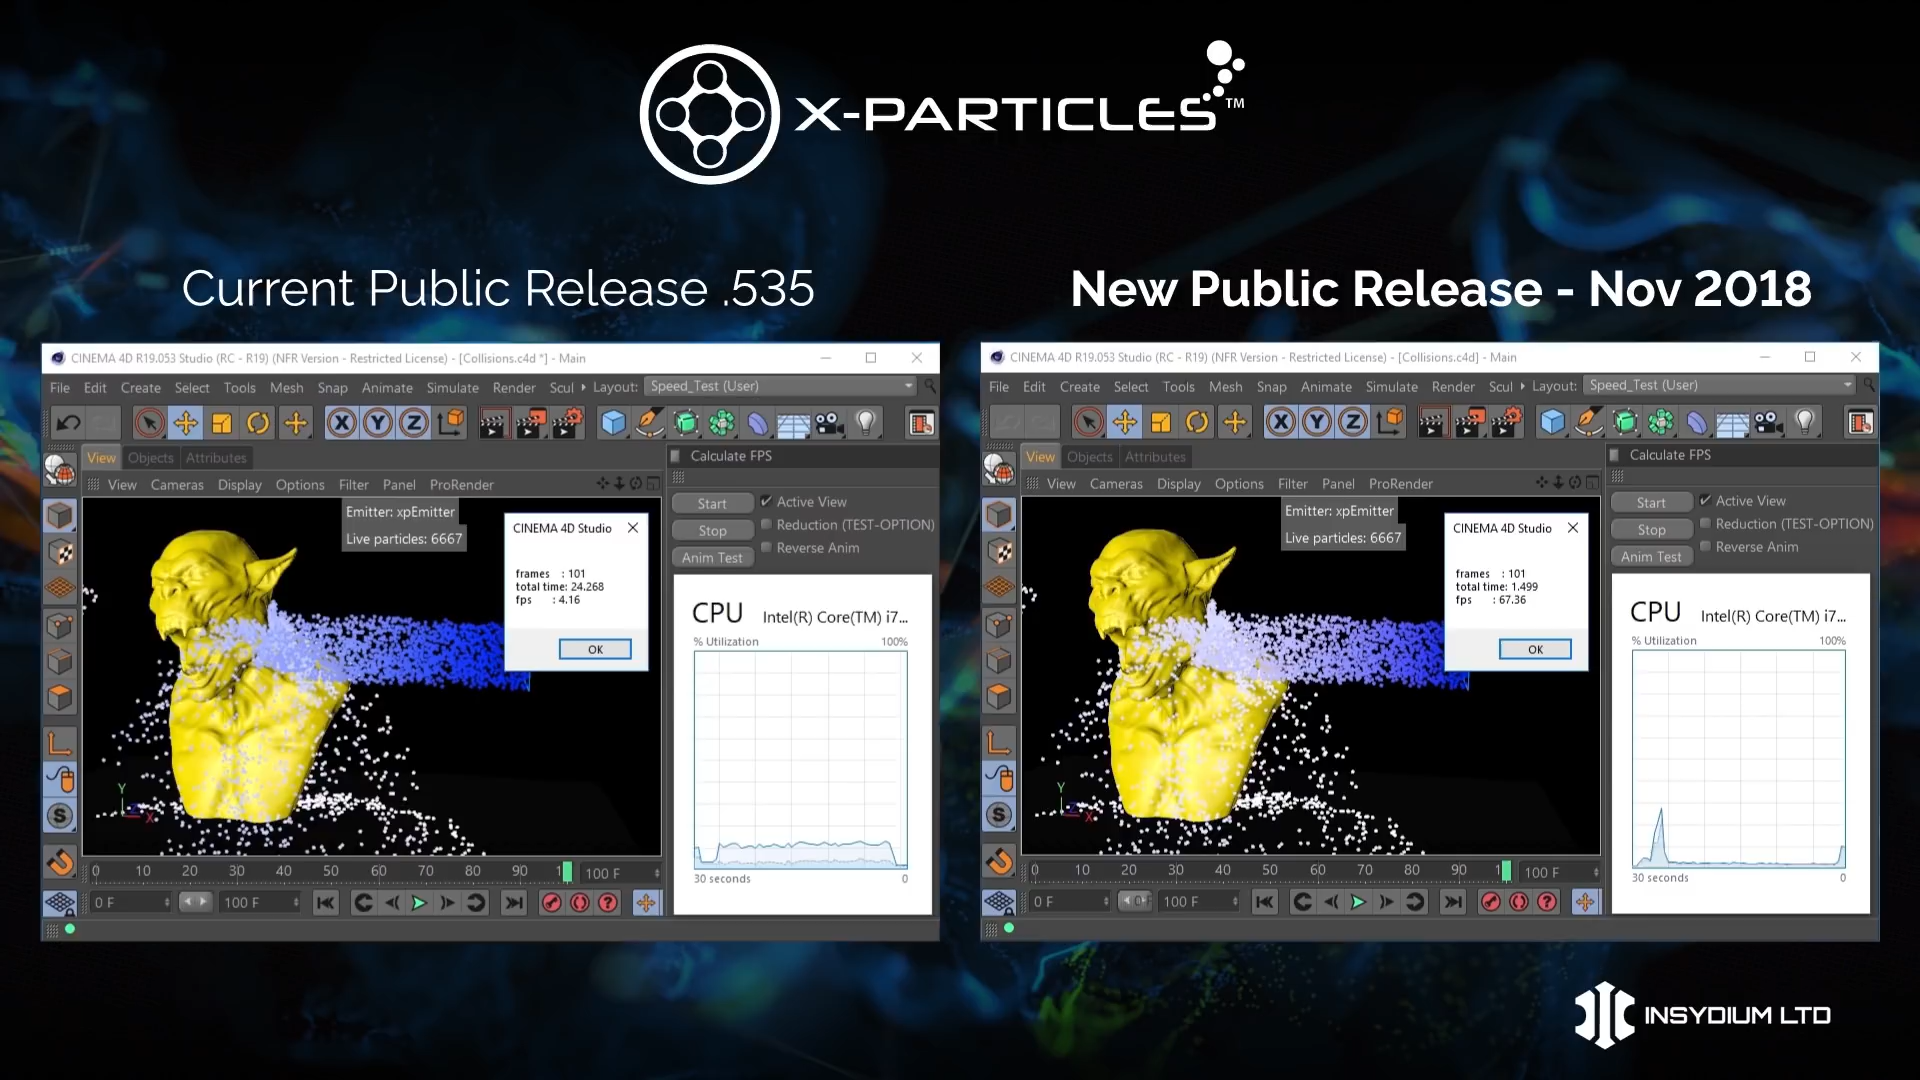 X-PARTICLES™
Current Public Release .535
New Public Release - Nov 2018
CINEMA 4D R19.053 Studio (RC - R19) (NFR Version - Restricted License) - [Collisions.c4d *] - Main
File Edit Create Select Tools Mesh Snap Animate Simulate Render Scul Layout: Speed_Test (User)
X Y Z
View Objects Attributes
Calculate FPS
View Cameras Display Options Filter Panel ProRender
Start
Active View
Stop
Reduction (TEST-OPTION)
Anim Test
Reverse Anim
Emitter: xpEmitter
Live particles: 6667
CINEMA 4D Studio
frames : 101
total time: 24.268
fps : 4.16
OK
CPU Intel(R) Core(TM) i7...
% Utilization 100%
30 seconds 0
Y
X
S
0 10 20 30 40 50 60 70 80 90 1 100 F
0 F 100 F
CINEMA 4D R19.053 Studio (RC - R19) (NFR Version - Restricted License) - [Collisions.c4d] - Main
File Edit Create Select Tools Mesh Snap Animate Simulate Render Scul Layout: Speed_Test (User)
X Y Z
View Objects Attributes
Calculate FPS
View Cameras Display Options Filter Panel ProRender
Start
Active View
Stop
Reduction (TEST-OPTION)
Anim Test
Reverse Anim
Emitter: xpEmitter
Live particles: 6667
CINEMA 4D Studio
frames : 101
total time: 1.499
fps : 67.36
OK
CPU Intel(R) Core(TM) i7...
% Utilization 100%
30 seconds 0
Y
X
S
0 10 20 30 40 50 60 70 80 90 1 100 F
0 F 0 100 F
INSYDIUM LTD